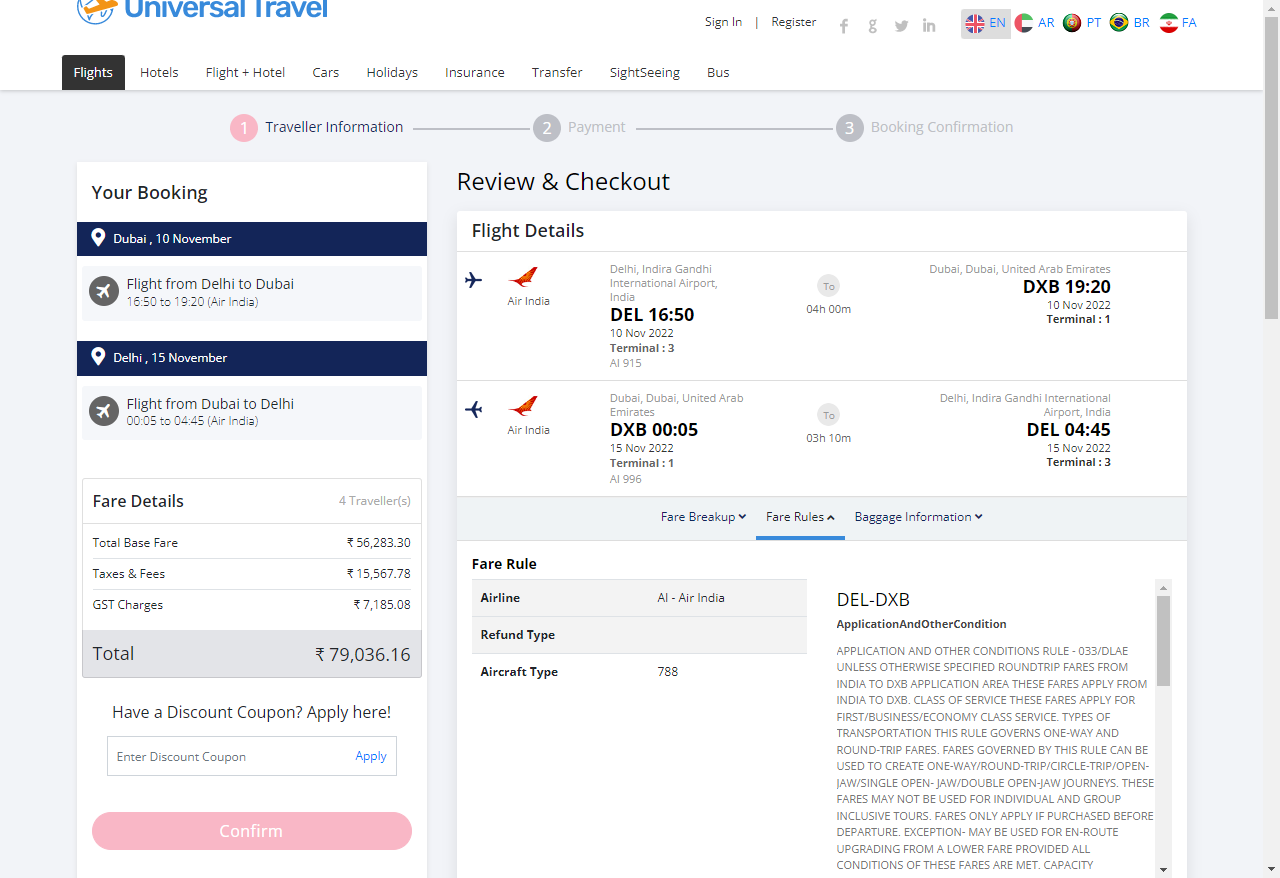 Universal Travel
Sign In | Register
EN AR PT BR FA
Flights Hotels Flight + Hotel Cars Holidays Insurance Transfer SightSeeing Bus
1 Traveller Information 2 Payment 3 Booking Confirmation
Your Booking
Dubai , 10 November
Flight from Delhi to Dubai
16:50 to 19:20 (Air India)
Delhi , 15 November
Flight from Dubai to Delhi
00:05 to 04:45 (Air India)
Fare Details 4 Traveller(s)
Total Base Fare ₹ 56,283.30
Taxes & Fees ₹ 15,567.78
GST Charges ₹ 7,185.08
Total ₹ 79,036.16
Have a Discount Coupon? Apply here!
Enter Discount Coupon Apply
Confirm
Review & Checkout
Flight Details
Air India
Delhi, Indira Gandhi
International Airport,
India
DEL 16:50
10 Nov 2022
Terminal : 3
AI 915
To
04h 00m
Dubai, Dubai, United Arab Emirates
DXB 19:20
10 Nov 2022
Terminal : 1
Air India
Dubai, Dubai, United Arab
Emirates
DXB 00:05
15 Nov 2022
Terminal : 1
AI 996
To
03h 10m
Delhi, Indira Gandhi International
Airport, India
DEL 04:45
15 Nov 2022
Terminal : 3
Fare Breakup Fare Rules Baggage Information
Fare Rule
Airline AI - Air India
Refund Type
Aircraft Type 788
DEL-DXB
ApplicationAndOtherCondition
APPLICATION AND OTHER CONDITIONS RULE - 033/DLAE
UNLESS OTHERWISE SPECIFIED ROUNDTRIP FARES FROM
INDIA TO DXB APPLICATION AREA THESE FARES APPLY FROM
INDIA TO DXB. CLASS OF SERVICE THESE FARES APPLY FOR
FIRST/BUSINESS/ECONOMY CLASS SERVICE. TYPES OF
TRANSPORTATION THIS RULE GOVERNS ONE-WAY AND
ROUND-TRIP FARES. FARES GOVERNED BY THIS RULE CAN BE
USED TO CREATE ONE-WAY/ROUND-TRIP/CIRCLE-TRIP/OPEN-
JAW/SINGLE OPEN- JAW/DOUBLE OPEN-JAW JOURNEYS. THESE
FARES MAY NOT BE USED FOR INDIVIDUAL AND GROUP
INCLUSIVE TOURS. FARES ONLY APPLY IF PURCHASED BEFORE
DEPARTURE. EXCEPTION- MAY BE USED FOR EN-ROUTE
UPGRADING FROM A LOWER FARE PROVIDED ALL
CONDITIONS OF THESE FARES ARE MET. CAPACITY